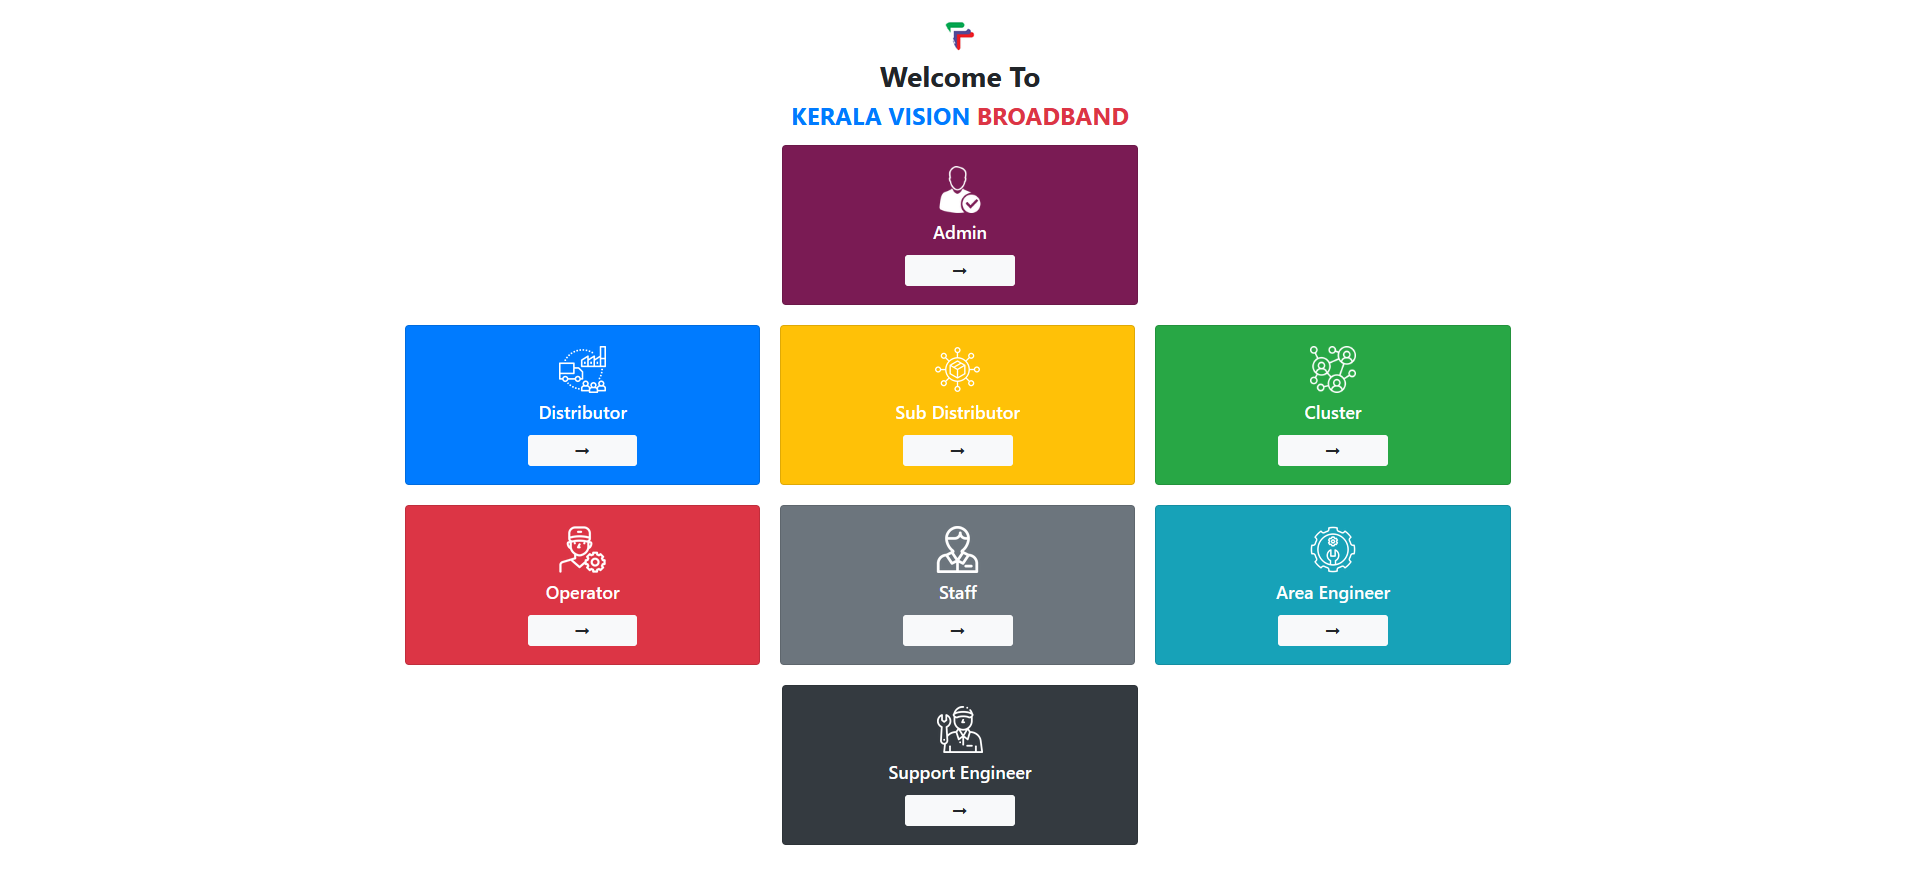 Welcome To
KERALA VISION BROADBAND
Admin
→
Distributor
→
Sub Distributor
→
Cluster
→
Operator
→
Staff
→
Area Engineer
→
Support Engineer
→